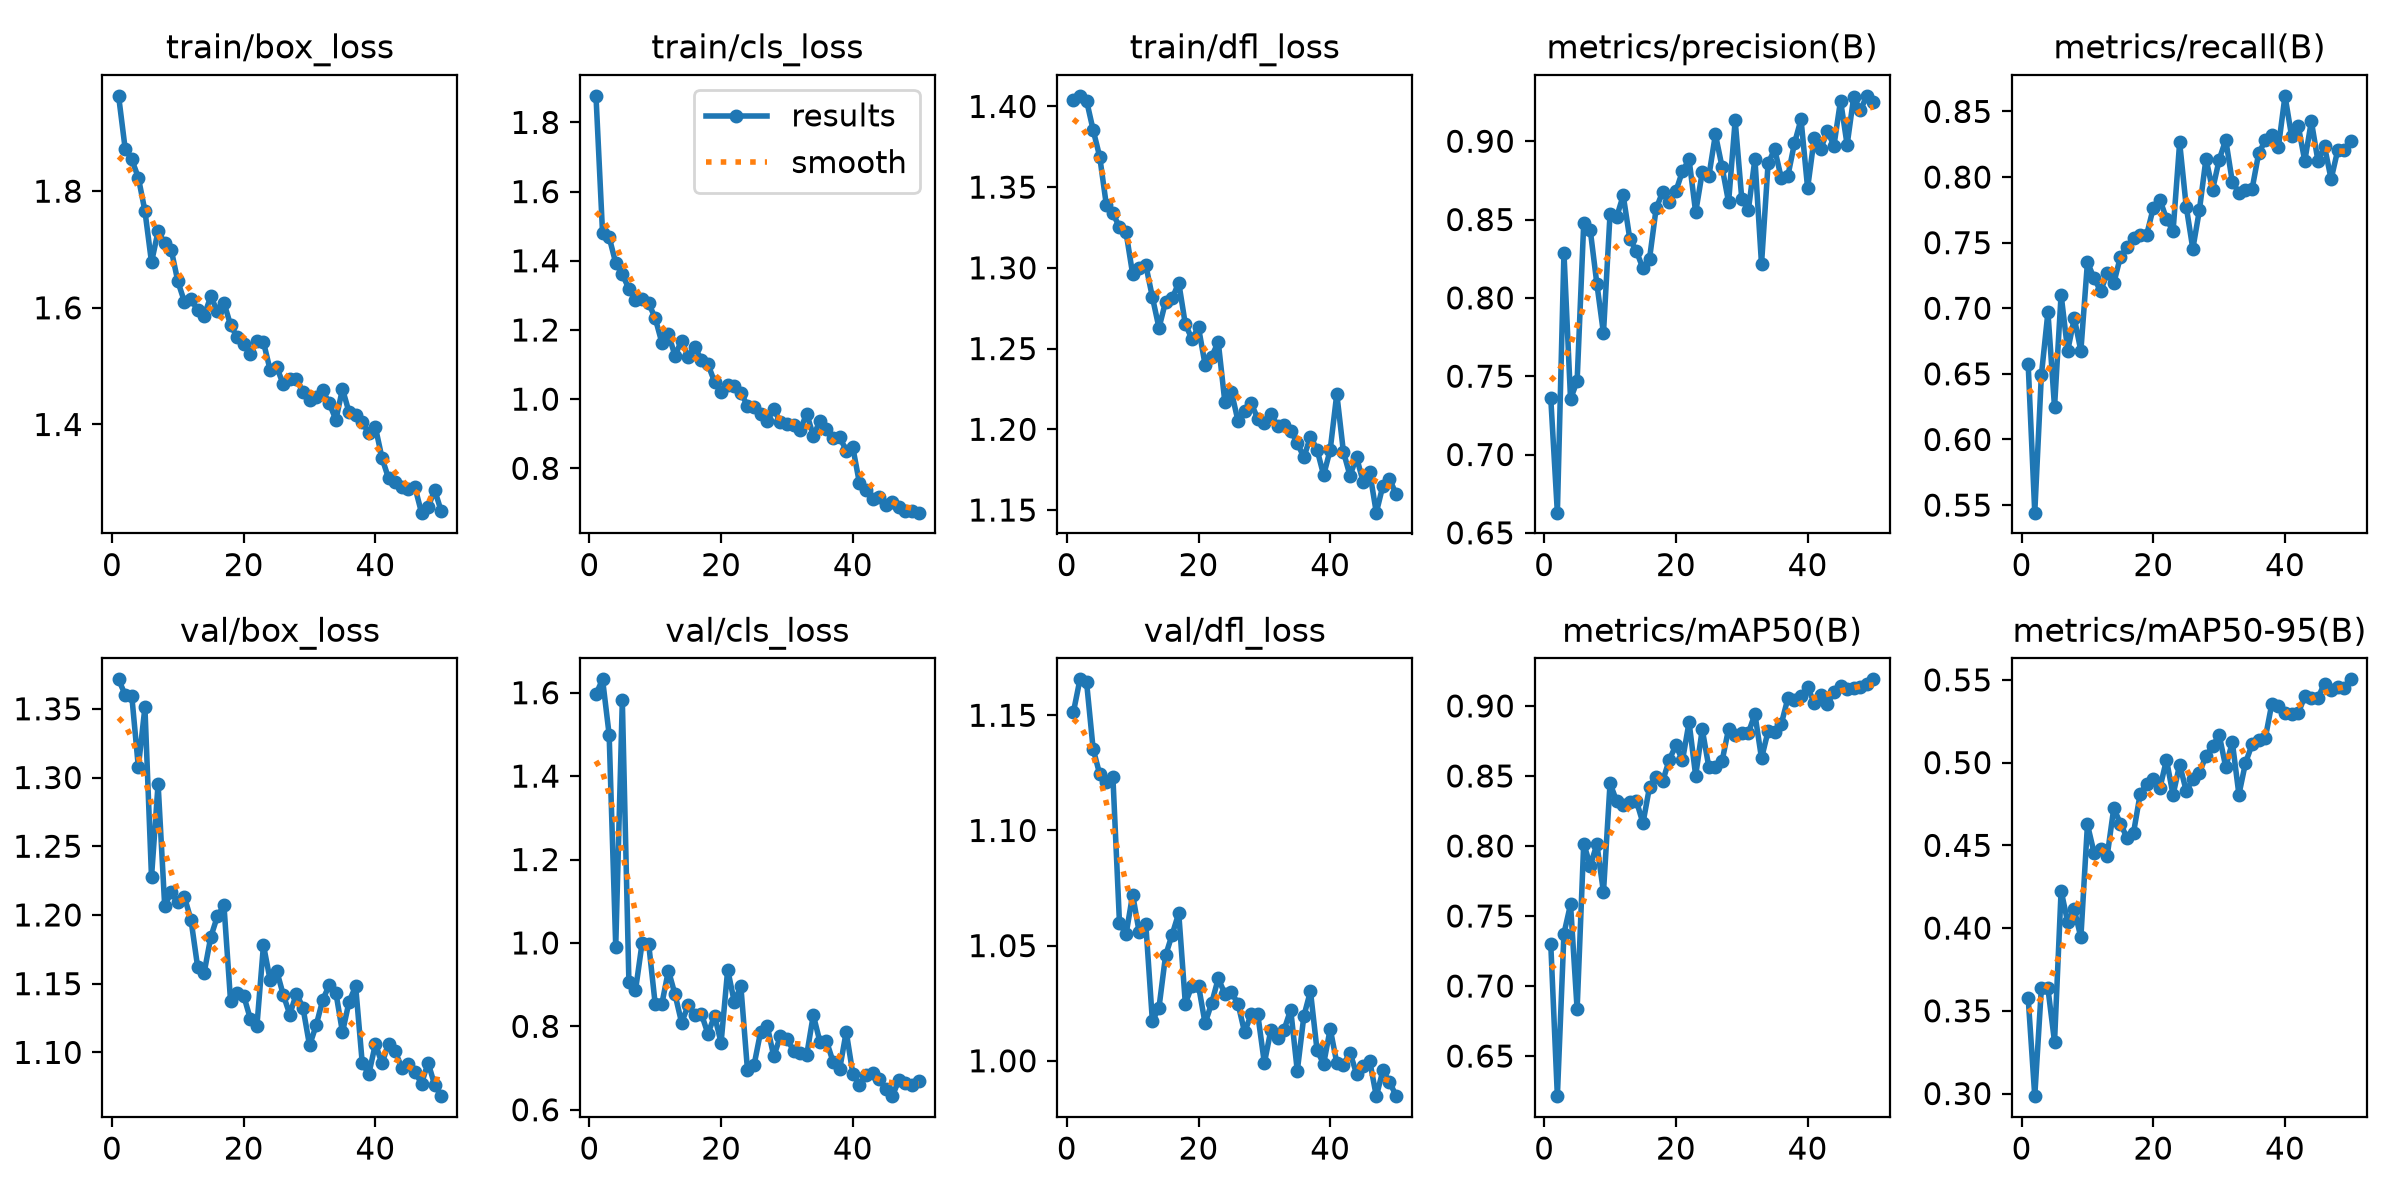 train/box_loss
train/cls_loss
train/dfl_loss
metrics/precision(B)
metrics/recall(B)
results
smooth
1.8
1.6
1.4
0 20 40
1.8
1.6
1.4
1.2
1.0
0.8
0 20 40
1.40
1.35
1.30
1.25
1.20
1.15
0 20 40
0.90
0.85
0.80
0.75
0.70
0.65
0 20 40
0.85
0.80
0.75
0.70
0.65
0.60
0.55
0 20 40
val/box_loss
val/cls_loss
val/dfl_loss
metrics/mAP50(B)
metrics/mAP50-95(B)
1.35
1.30
1.25
1.20
1.15
1.10
0 20 40
1.6
1.4
1.2
1.0
0.8
0.6
0 20 40
1.15
1.10
1.05
1.00
0 20 40
0.90
0.85
0.80
0.75
0.70
0.65
0 20 40
0.55
0.50
0.45
0.40
0.35
0.30
0 20 40